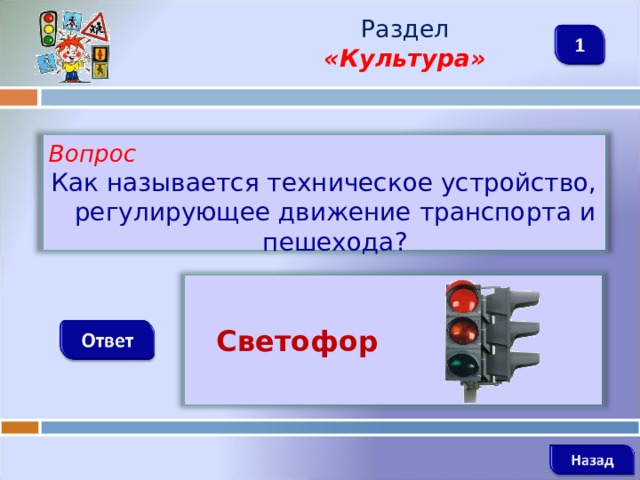 Раздел
«Культура»
1
Вопрос
Как называется техническое устройство,
регулирующее движение транспорта и
пешехода?
Ответ
Светофор
Назад